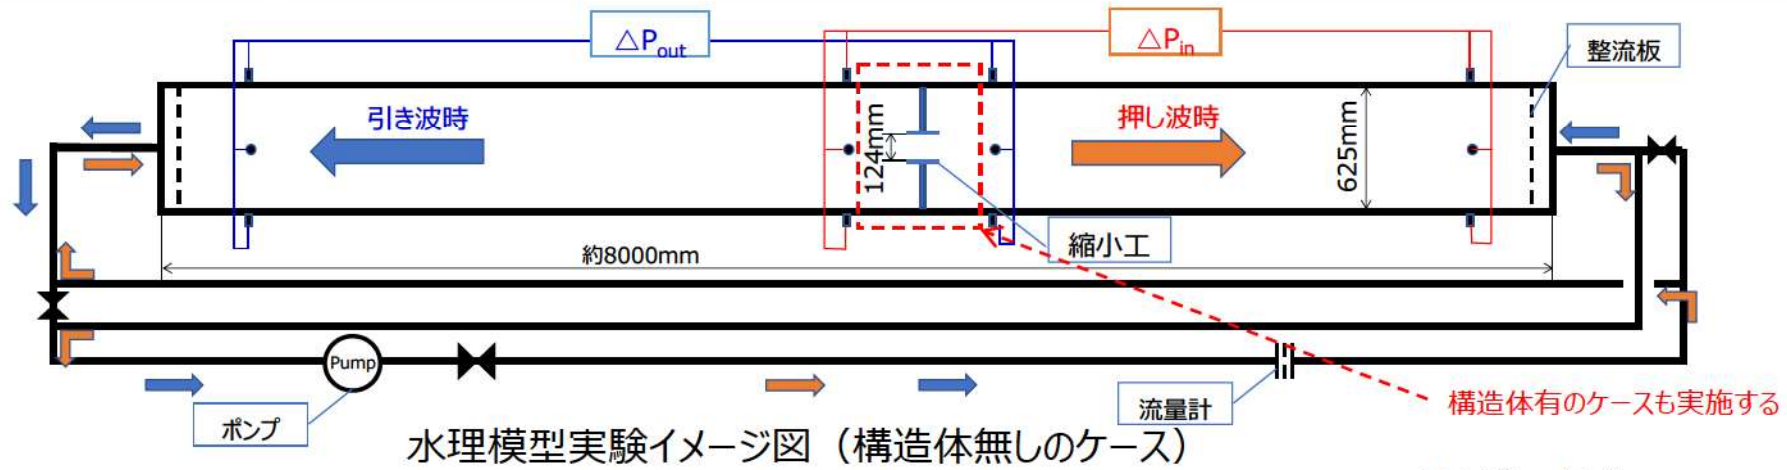 △Pout
△Pin
整流板
引き波時
押し波時
124mm
625mm
縮小工
約8000mm
Pump
ポンプ
流量計
構造体有のケースも実施する
水理模型実験イメージ図（構造体無しのケース）